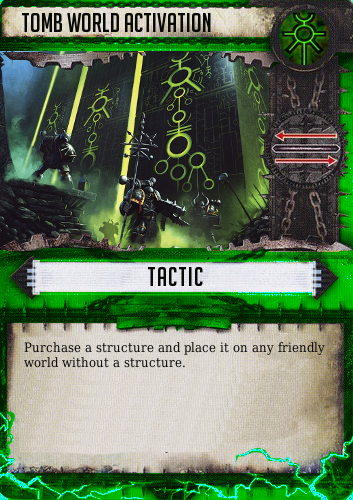 TOMB WORLD ACTIVATION
TACTIC
Purchase a structure and place it on any friendly
world without a structure.